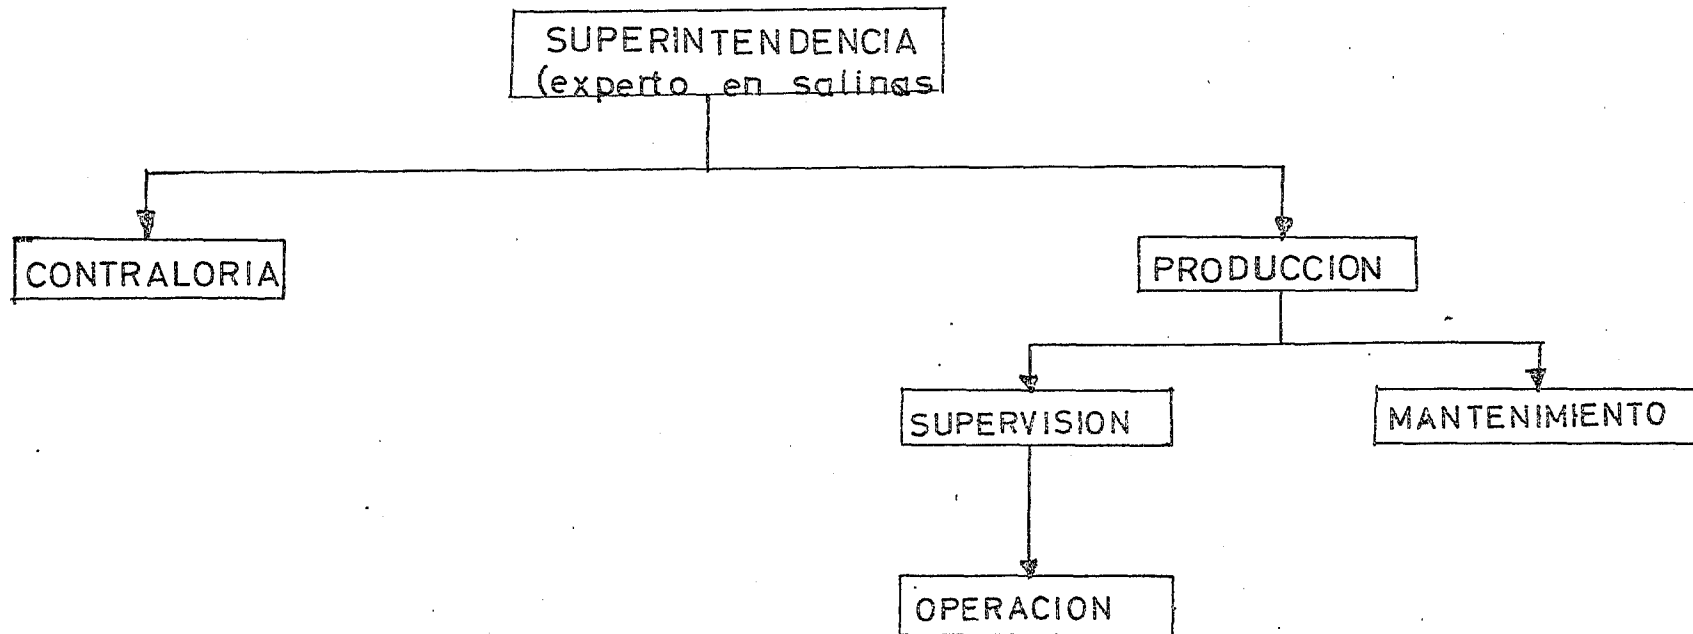 SUPERINTENDENCIA
(experto en salinas
CONTRALORIA
PRODUCCION
SUPERVISION
MANTENIMIENTO
OPERACION